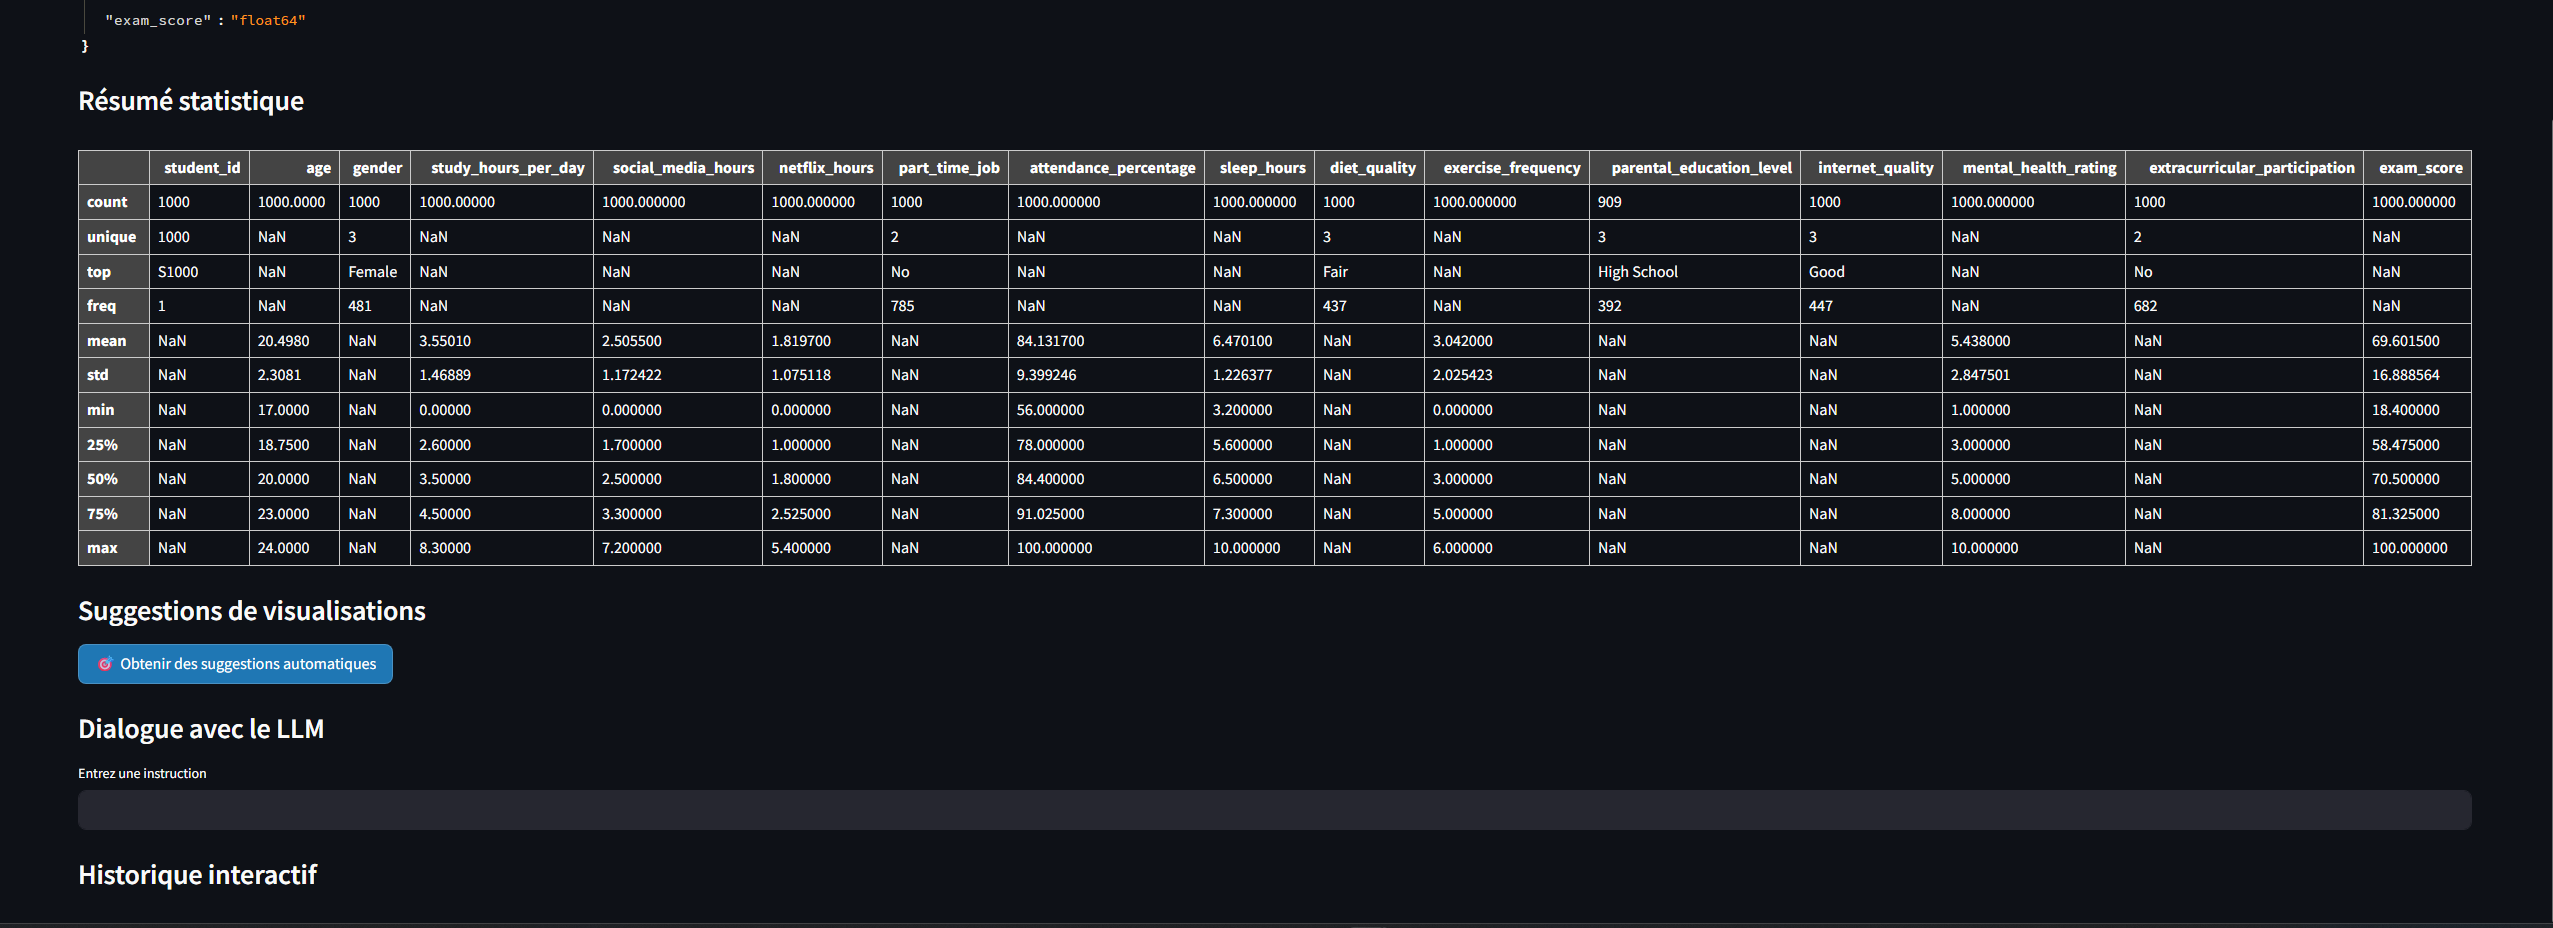 "exam_score" : "float64"
}
Résumé statistique
student_id age gender study_hours_per_day social_media_hours netflix_hours part_time_job attendance_percentage sleep_hours diet_quality exercise_frequency parental_education_level internet_quality mental_health_rating extracurricular_participation exam_score
count 1000 1000.0000 1000 1000.00000 1000.000000 1000.000000 1000 1000.000000 1000.000000 1000 1000.000000 909 1000 1000.000000 1000 1000.000000
unique 1000 NaN 3 NaN NaN NaN 2 NaN NaN 3 NaN 3 3 NaN 2 NaN
top S1000 NaN Female NaN NaN NaN No NaN NaN Fair NaN High School Good NaN No NaN
freq 1 NaN 481 NaN NaN NaN 785 NaN NaN 437 NaN 392 447 NaN 682 NaN
mean NaN 20.4980 NaN 3.55010 2.505500 1.819700 NaN 84.131700 6.470100 NaN 3.042000 NaN NaN 5.438000 NaN 69.601500
std NaN 2.3081 NaN 1.46889 1.172422 1.075118 NaN 9.399246 1.226377 NaN 2.025423 NaN NaN 2.847501 NaN 16.888564
min NaN 17.0000 NaN 0.00000 0.000000 0.000000 NaN 56.000000 3.200000 NaN 0.000000 NaN NaN 1.000000 NaN 18.400000
25% NaN 18.7500 NaN 2.60000 1.700000 1.000000 NaN 78.000000 5.600000 NaN 1.000000 NaN NaN 3.000000 NaN 58.475000
50% NaN 20.0000 NaN 3.50000 2.500000 1.800000 NaN 84.400000 6.500000 NaN 3.000000 NaN NaN 5.000000 NaN 70.500000
75% NaN 23.0000 NaN 4.50000 3.300000 2.525000 NaN 91.025000 7.300000 NaN 5.000000 NaN NaN 8.000000 NaN 81.325000
max NaN 24.0000 NaN 8.30000 7.200000 5.400000 NaN 100.000000 10.000000 NaN 6.000000 NaN NaN 10.000000 NaN 100.000000
Suggestions de visualisations
🎯 Obtenir des suggestions automatiques
Dialogue avec le LLM
Entrez une instruction
Historique interactif